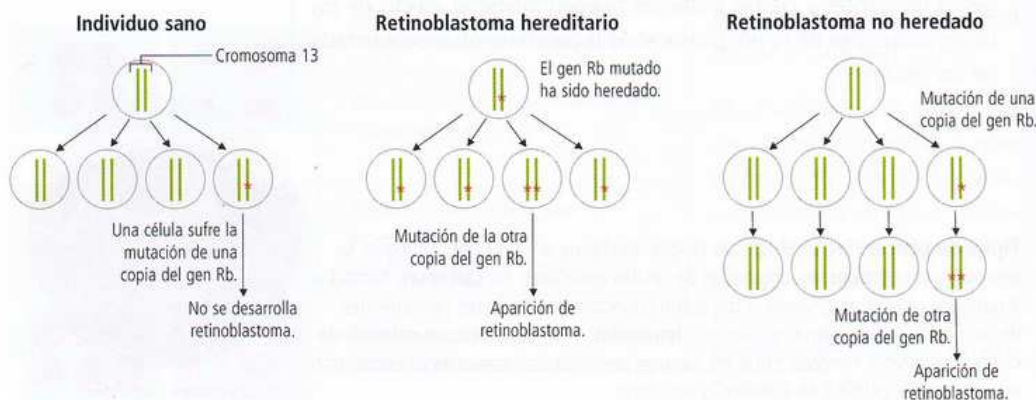 Individuo sano
Cromosoma 13
Una célula sufre la
mutación de una
copia del gen Rb.
No se desarrolla
retinoblastoma.
Retinoblastoma hereditario
El gen Rb mutado
ha sido heredado.
Mutación de la otra
copia del gen Rb.
Aparición de
retinoblastoma.
Retinoblastoma no heredado
Mutación de una
copia del gen Rb.
Mutación de otra
copia del gen Rb.
Aparición de
retinoblastoma.